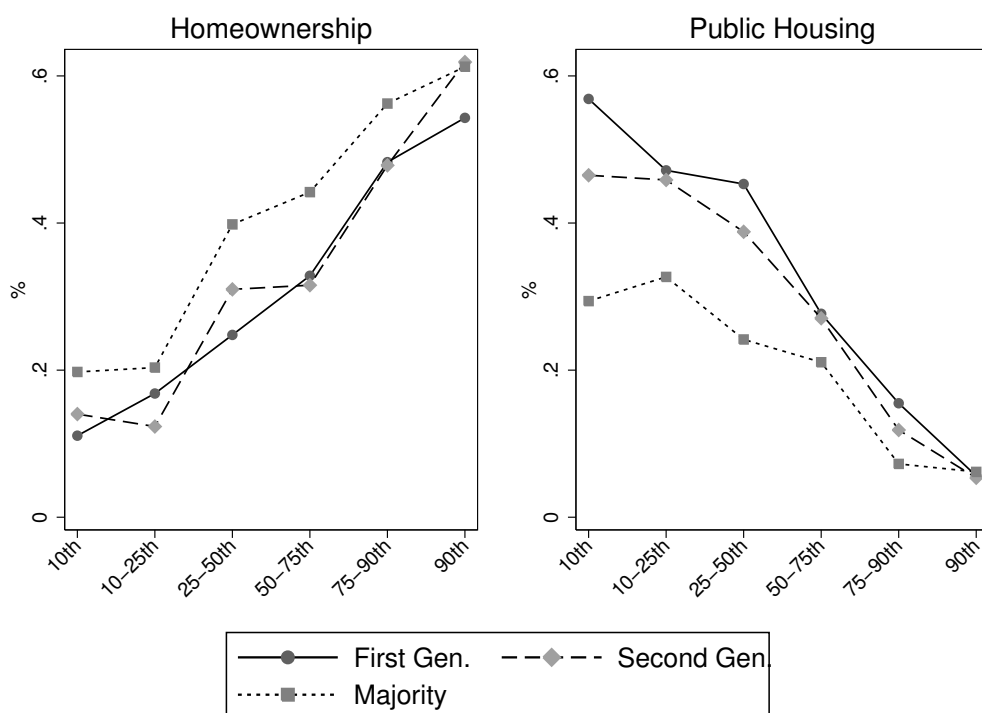 Homeownership
%
0
.2
.4
.6
10th
10−25th
25−50th
50−75th
75−90th
90th
Public Housing
%
0
.2
.4
.6
10th
10−25th
25−50th
50−75th
75−90th
90th
First Gen.
Second Gen.
Majority